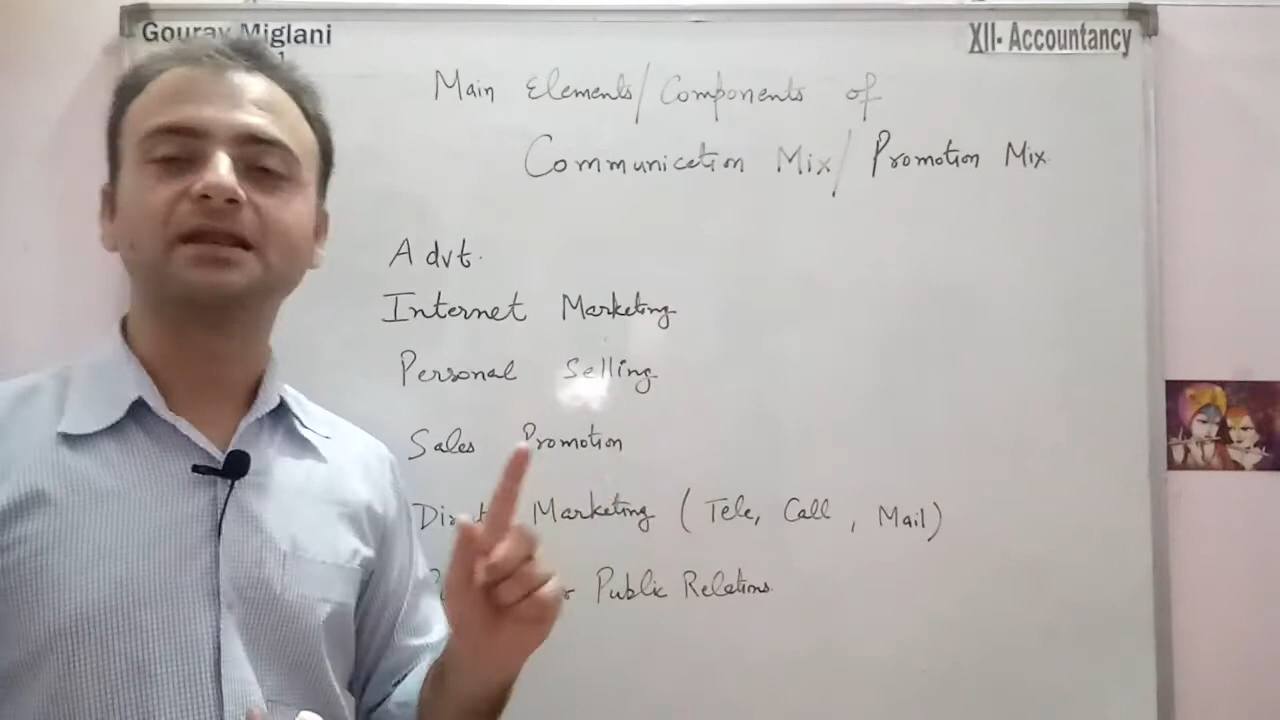 Gourav Miglani
XII- Accountancy
Main Elements/Components of
Communication Mix/Promotion Mix
Advt.
Internet Marketing
Personal Selling
Sales Promotion
Direct Marketing (Tele, Call, Mail)
Public Relations